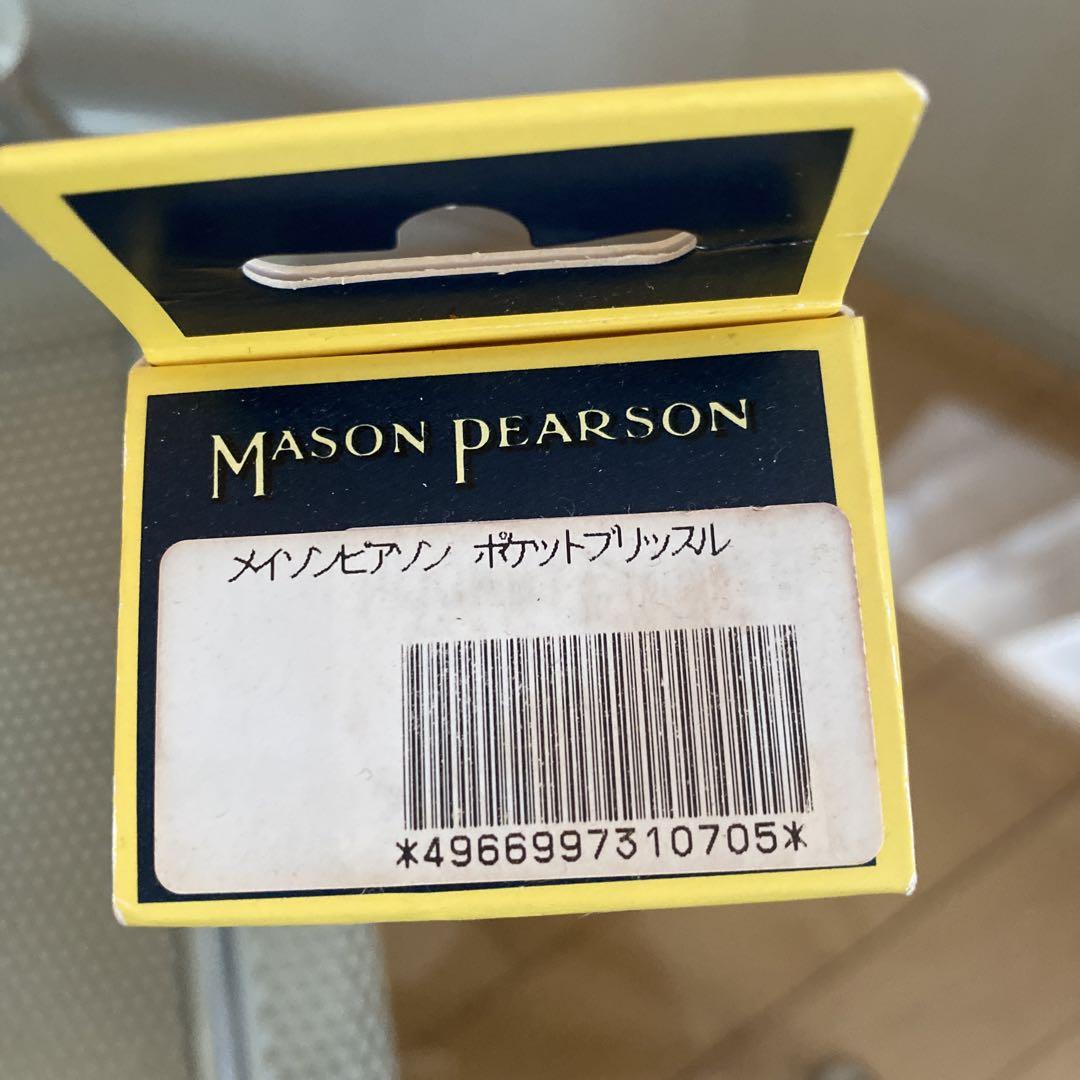 MASON PEARSON
メイソンピアソン ポケットブリッスル
*4966997310705*